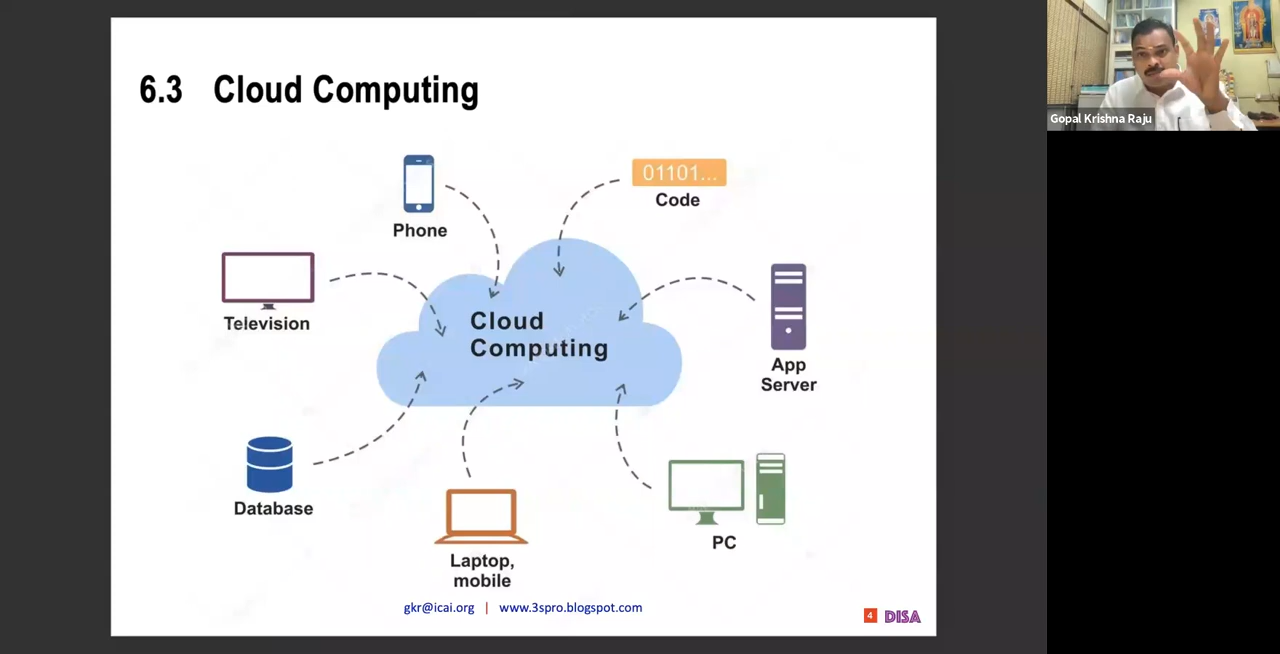 6.3 Cloud Computing
Gopal Krishna Raju
01101...
Code
Phone
Television
Cloud
Computing
App
Server
Database
Laptop,
mobile
PC
gkr@icai.org | www.3spro.blogspot.com
4 DISA